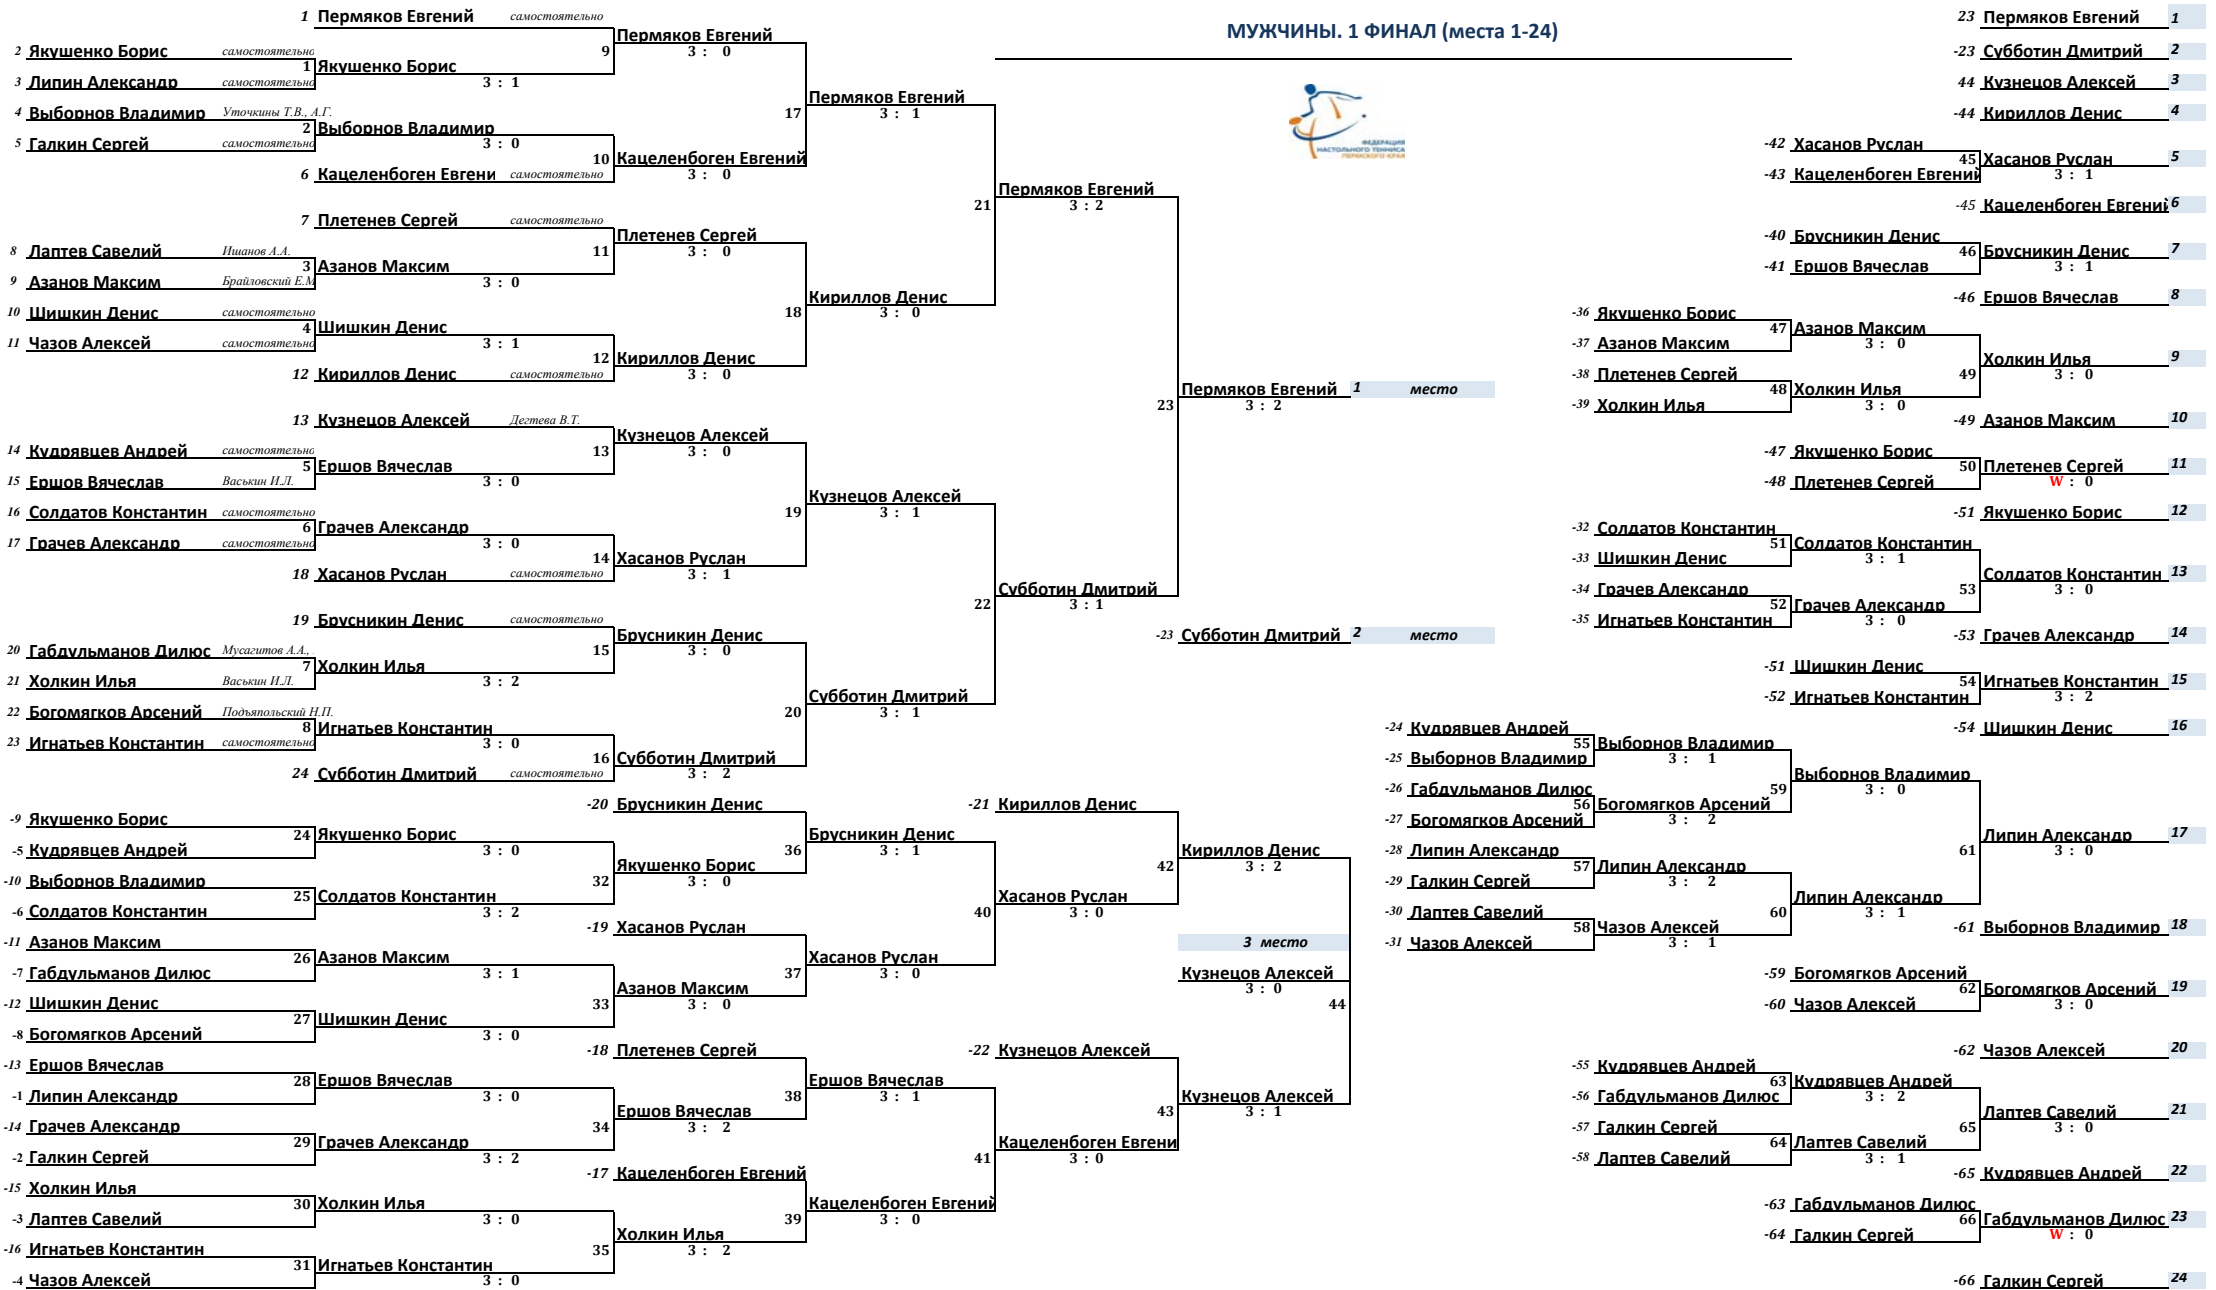 МУЖЧИНЫ. 1 ФИНАЛ (места 1-24)
ФЕДЕРАЦИЯ
НАСТОЛЬНОГО ТЕННИСА
ПЕРМСКОГО КРАЯ
1 Пермяков Евгений самостоятельно
2 Якушенко Борис самостоятельно
3 Липин Александр самостоятельно
4 Выборнов Владимир Уточкины Т.В., А.Г.
5 Галкин Сергей самостоятельно
6 Каценленбоген Евгени самостоятельно
7 Плетенев Сергей самостоятельно
8 Лаптев Савелий Ишанов А.А.
9 Азанов Максим Брайловский Е.М
10 Шишкин Денис самостоятельно
11 Чазов Алексей самостоятельно
12 Кириллов Денис самостоятельно
13 Кузнецов Алексей Дегтева В.Т.
14 Кудрявцев Андрей самостоятельно
15 Ершов Вячеслав Васькин И.Л.
16 Солдатов Константин самостоятельно
17 Грачев Александр самостоятельно
18 Хасанов Руслан самостоятельно
19 Брусникин Денис самостоятельно
20 Габдульманов Дилюс Мусагитов А.А.,
21 Холкин Илья Васькин И.Л.
22 Богомягков Арсений Подъяпольский Н.П.
23 Игнатьев Константин самостоятельно
24 Субботин Дмитрий самостоятельно
1 Якушенко Борис
3 : 1
2 Выборнов Владимир
3 : 0
3 Азанов Максим
3 : 0
4 Шишкин Денис
3 : 1
5 Ершов Вячеслав
3 : 0
6 Грачев Александр
3 : 0
7 Холкин Илья
3 : 2
8 Игнатьев Константин
3 : 0
9 Пермяков Евгений
3 : 0
10 Кацеленбоген Евгений
3 : 0
11 Плетенев Сергей
3 : 0
12 Кириллов Денис
3 : 0
13 Кузнецов Алексей
3 : 0
14 Хасанов Руслан
3 : 1
15 Брусникин Денис
3 : 0
16 Субботин Дмитрий
3 : 2
17 Пермяков Евгений
3 : 1
18 Кириллов Денис
3 : 0
19 Кузнецов Алексей
3 : 1
20 Субботин Дмитрий
3 : 1
21 Пермяков Евгений
3 : 2
22 Субботин Дмитрий
3 : 1
23 Пермяков Евгений 1 место
3 : 2
-23 Субботин Дмитрий 2 место
-9 Якушенко Борис
-5 Кудрявцев Андрей
-10 Выборнов Владимир
-6 Солдатов Константин
-11 Азанов Максим
-7 Габдульманов Дилюс
-12 Шишкин Денис
-8 Богомягков Арсений
-13 Ершов Вячеслав
-1 Липин Александр
-14 Грачев Александр
-2 Галкин Сергей
-15 Холкин Илья
-3 Лаптев Савелий
-16 Игнатьев Константин
-4 Чазов Алексей
24 Якушенко Борис
3 : 0
25 Солдатов Константин
3 : 2
26 Азанов Максим
3 : 1
27 Шишкин Денис
3 : 0
28 Ершов Вячеслав
3 : 0
29 Грачев Александр
3 : 2
30 Холкин Илья
3 : 0
31 Игнатьев Константин
3 : 0
-20 Брусникин Денис
32 Якушенко Борис
3 : 0
-19 Хасанов Руслан
33 Азанов Максим
3 : 0
-18 Плетенев Сергей
34 Ершов Вячеслав
3 : 2
-17 Кацеленбоген Евгений
35 Холкин Илья
3 : 2
36 Брусникин Денис
3 : 1
37 Хасанов Руслан
3 : 0
38 Ершов Вячеслав
3 : 1
39 Кацеленбоген Евгений
3 : 0
-21 Кириллов Денис
40 Хасанов Руслан
3 : 0
-22 Кузнецов Алексей
41 Кацеленбоген Евгени
3 : 0
42 Кириллов Денис
3 : 2
3 место
Кузнецов Алексей
3 : 0
44
43 Кузнецов Алексей
3 : 1
23 Пермяков Евгений 1
-23 Субботин Дмитрий 2
44 Кузнецов Алексей 3
-44 Кириллов Денис 4
-42 Хасанов Руслан
-43 Кацеленбоген Евгений
45 Хасанов Руслан 5
3 : 1
-45 Кацеленбоген Евгений 6
-40 Брусникин Денис
-41 Ершов Вячеслав
46 Брусникин Денис 7
3 : 1
-46 Ершов Вячеслав 8
-36 Якушенко Борис
-37 Азанов Максим
-38 Плетенев Сергей
-39 Холкин Илья
47 Азанов Максим
3 : 0
48 Холкин Илья
3 : 0
49 Холкин Илья 9
3 : 0
-49 Азанов Максим 10
-47 Якушенко Борис
-48 Плетенев Сергей
50 Плетенев Сергей 11
W : 0
-51 Якушенко Борис 12
-32 Солдатов Константин
-33 Шишкин Денис
-34 Грачев Александр
-35 Игнатьев Константин
51 Солдатов Константин
3 : 1
52 Грачев Александр
3 : 0
53 Солдатов Константин 13
3 : 0
-53 Грачев Александр 14
-51 Шишкин Денис
-52 Игнатьев Константин
54 Игнатьев Константин 15
3 : 2
-54 Шишкин Денис 16
-24 Кудрявцев Андрей
-25 Выборнов Владимир
-26 Габдульманов Дилюс
-27 Богомягков Арсений
-28 Липин Александр
-29 Галкин Сергей
-30 Лаптев Савелий
-31 Чазов Алексей
55 Выборнов Владимир
3 : 1
56 Богомягков Арсений
3 : 2
57 Липин Александр
3 : 2
58 Чазов Алексей
3 : 1
59 Выборнов Владимир
3 : 0
60 Липин Александр
3 : 1
61 Липин Александр 17
3 : 0
-61 Выборнов Владимир 18
-59 Богомягков Арсений
-60 Чазов Алексей
62 Богомягков Арсений 19
3 : 0
-62 Чазов Алексей 20
-55 Кудрявцев Андрей
-56 Габдульманов Дилюс
-57 Галкин Сергей
-58 Лаптев Савелий
63 Кудрявцев Андрей
3 : 2
64 Лаптев Савелий
3 : 1
65 Лаптев Савелий 21
3 : 0
-65 Кудрявцев Андрей 22
-63 Габдульманов Дилюс
-64 Галкин Сергей
66 Габдульманов Дилюс 23
W : 0
-66 Галкин Сергей 24